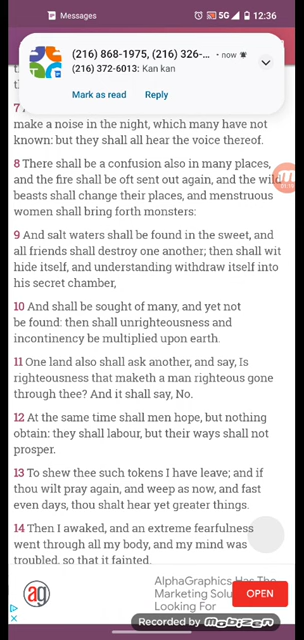 Messages
5G 12:36
(216) 868-1975, (216) 326-... • now
(216) 372-6013: Kan kan
Mark as read Reply
7
make a noise in the night, which many have not
known: but they shall all hear the voice thereof.
8 There shall be a confusion also in many places,
and the fire shall be oft sent out again, and the wild
beasts shall change their places, and menstruous
women shall bring forth monsters:
9 And salt waters shall be found in the sweet, and
all friends shall destroy one another; then shall wit
hide itself, and understanding withdraw itself into
his secret chamber,
10 And shall be sought of many, and yet not
be found: then shall unrighteousness and
incontinency be multiplied upon earth.
11 One land also shall ask another, and say, Is
righteousness that maketh a man righteous gone
through thee? And it shall say, No.
12 At the same time shall men hope, but nothing
obtain: they shall labour, but their ways shall not
prosper.
13 To shew thee such tokens I have leave; and if
thou wilt pray again, and weep as now, and fast
even days, thou shalt hear yet greater things.
14 Then I awaked, and an extreme fearfulness
went through all my body, and my mind was
troubled, so that it fainted.
ag
AlphaGraphics Has The
Marketing Solu
Looking For
OPEN
Recorded by MOBIZEN